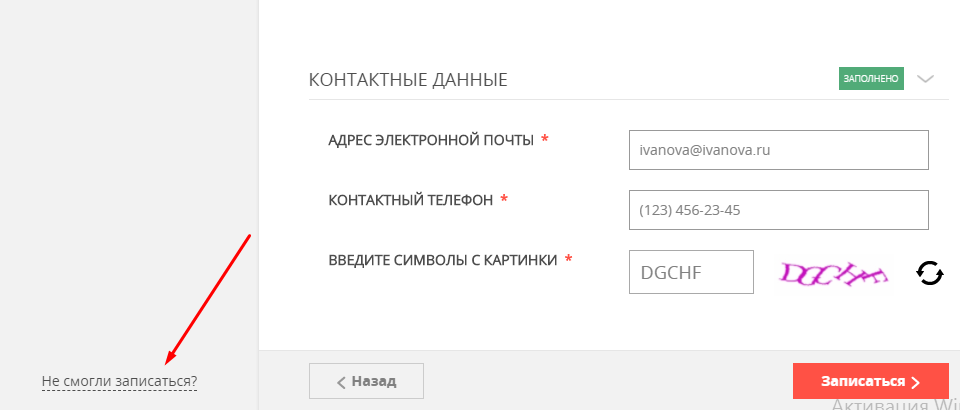 КОНТАКТНЫЕ ДАННЫЕ
ЗАПОЛНЕНО
АДРЕС ЭЛЕКТРОННОЙ ПОЧТЫ *
ivanova@ivanova.ru
КОНТАКТНЫЙ ТЕЛЕФОН *
(123) 456-23-45
ВВЕДИТЕ СИМВОЛЫ С КАРТИНКИ *
DGCHF
Не смогли записаться?
Назад
Записаться
Активация Wi